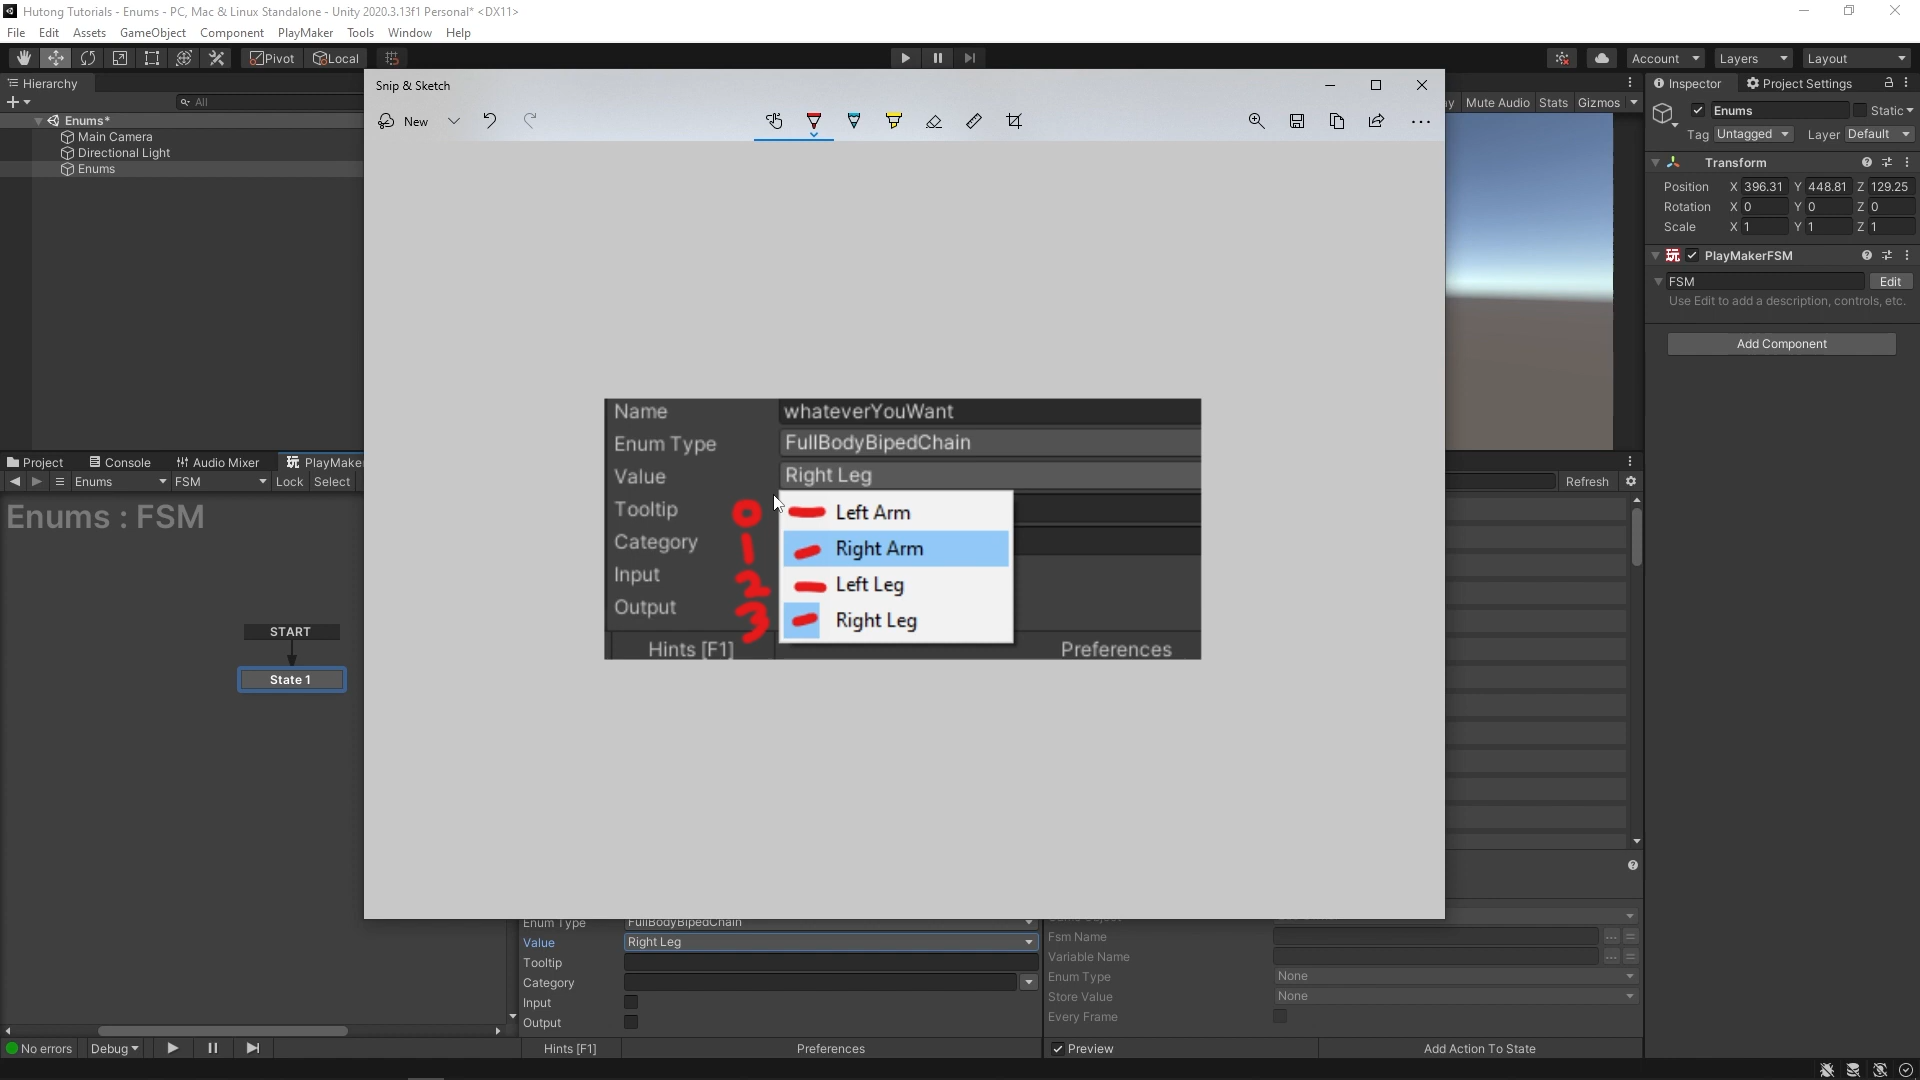 Hutong Tutorials - Enums - PC, Mac & Linux Standalone - Unity 2020.3.13f1 Personal* <DX11>
File Edit Assets GameObject Component PlayMaker Tools Window Help
Pivot Local Account Layers Layout
Hierarchy
All
Enums*
Main Camera
Directional Light
Enums
Snip & Sketch
New
Mute Audio Stats Gizmos
Inspector Project Settings
Enums Static
Tag Untagged Layer Default
Transform
Position X 396.31 Y 448.81 Z 129.25
Rotation X 0 Y 0 Z 0
Scale X 1 Y 1 Z 1
PlayMakerFSM
FSM Edit
Use Edit to add a description, controls, etc.
Add Component
Name whateverYouWant
Enum Type FullBodyBipedChain
Value Right Leg
Tooltip 0 Left Arm
Category 1 Right Arm
Input 2 Left Leg
Output 3 Right Leg
Hints [F1] Preferences
Project Console Audio Mixer PlayMake
Enums FSM Lock Select
Refresh
Enums : FSM
START
State 1
Enum Type FullBodyBipedChain
Value Right Leg
Tooltip
Category
Input
Output
Fsm Name
Variable Name
Enum Type None
Store Value None
Every Frame
No errors Debug
Hints [F1] Preferences
Preview Add Action To State